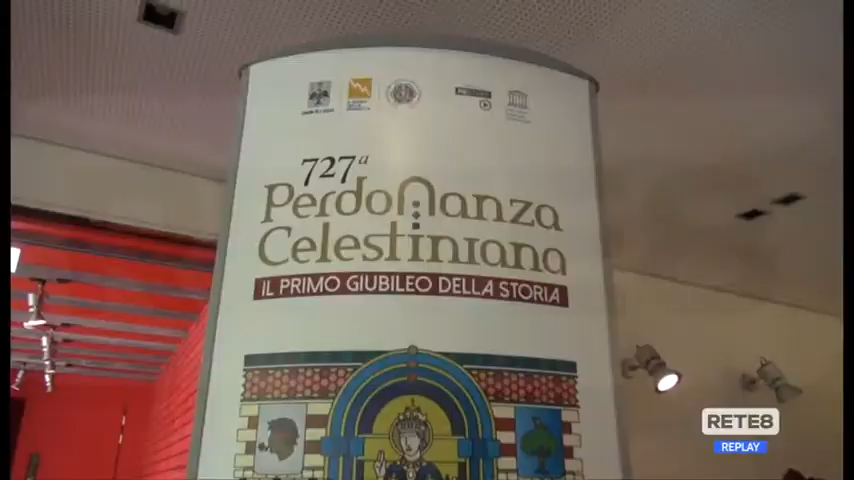 727ª
Perdonanza
Celestiniana
IL PRIMO GIUBILEO DELLA STORIA
RETE8
REPLAY